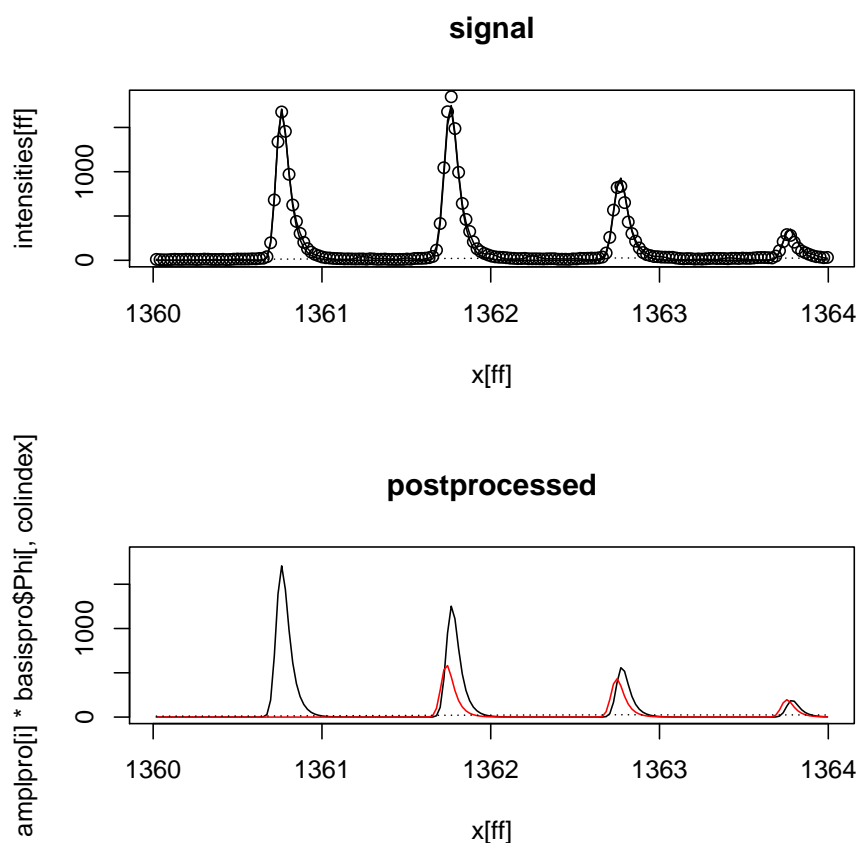 signal
intensities[ff]
1000
0
1360 1361 1362 1363 1364
x[ff]
postprocessed
amplpro[i] * basispro$Phi[, colindex]
1000
0
1360 1361 1362 1363 1364
x[ff]